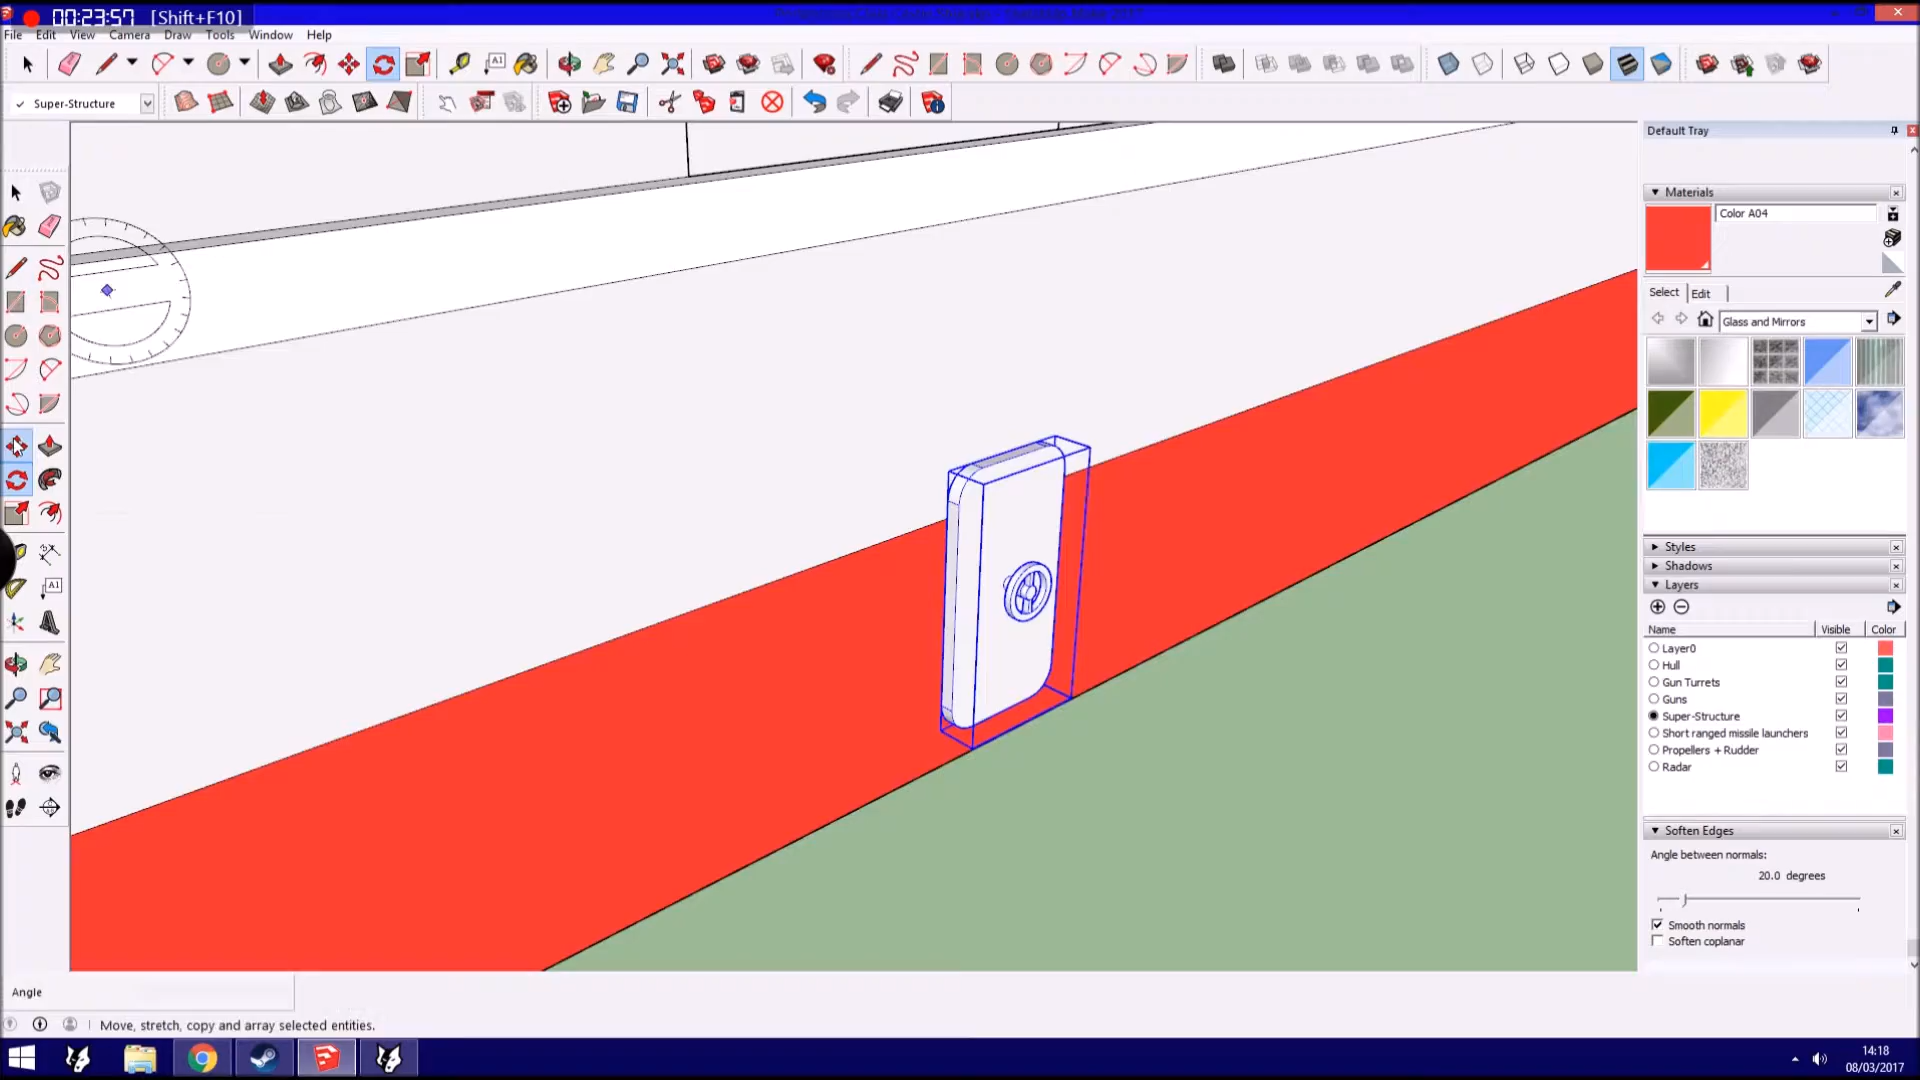 00:23:57 [Shift+F10]
File Edit View Camera Draw Tools Window Help
A1
Super-Structure
Default Tray
Materials
Color A04
Select Edit
Glass and Mirrors
Styles
Shadows
Layers
Name Visible Color
Layer0
Hull
Gun Turrets
Guns
Super-Structure
Short ranged missile launchers
Propellers + Rudder
Radar
Soften Edges
Angle between normals:
20.0 degrees
Smooth normals
Soften coplanar
A1
Angle
Move, stretch, copy and array selected entities.
14:18
08/03/2017